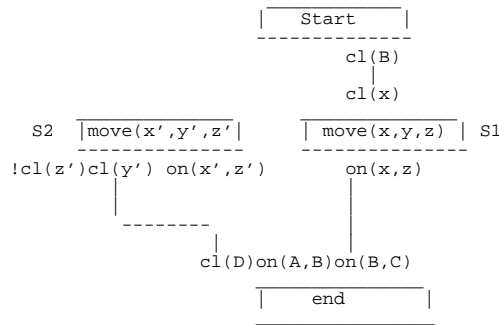 Start
cl(B)
cl(x)
S2 move(x′,y′,z′) move(x,y,z) S1
!cl(z′)cl(y′) on(x′,z′) on(x,z)
cl(D)on(A,B)on(B,C)
end